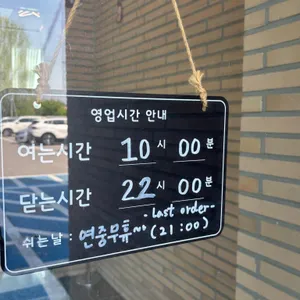 영업시간 안내
여는시간 10시 00분
닫는시간 22시 00분
- last order -
쉬는날 : 연중무휴~ (21:00)